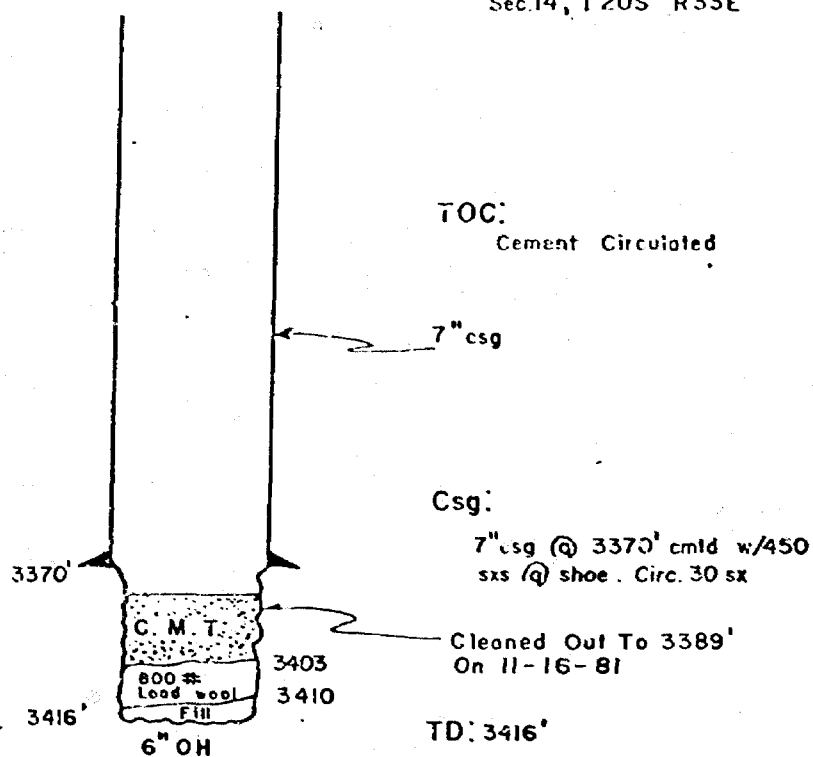 Sec.14, T20S R33E
TOC:
Cement Circulated
7" csg
Csg:
7" csg @ 3370' cmtd w/450
sxs @ shoe. Circ. 30 sx
3370'
C.M.T.
Cleaned Out To 3389'
On 11-16-81
3403
800 #
Lead wool
3410
Fill
3416'
TD: 3416'
6" OH